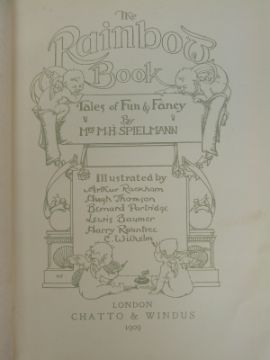 The
Rainbow
Book
Tales of Fun & Fancy
By
Mrs M.H. SPIELMANN
Illustrated by
Arthur Rackham
Hugh Thomson
Bernard Partridge
Lewis Baumer
Harry Rountree
C. Wilhelm
LONDON
CHATTO & WINDUS
1909